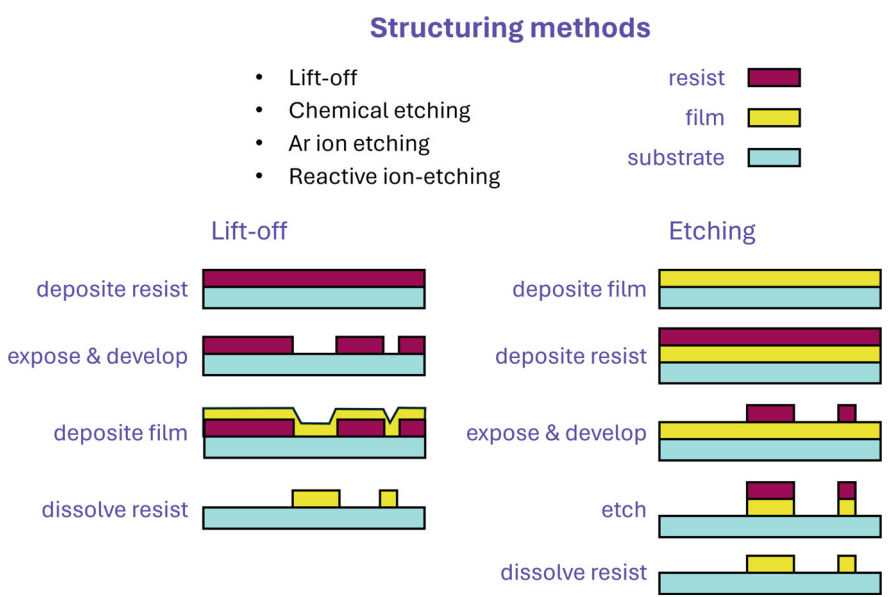 Structuring methods
• Lift-off
• Chemical etching
• Ar ion etching
• Reactive ion-etching
resist
film
substrate
Lift-off
deposite resist
expose & develop
deposite film
dissolve resist
Etching
deposite film
deposite resist
expose & develop
etch
dissolve resist